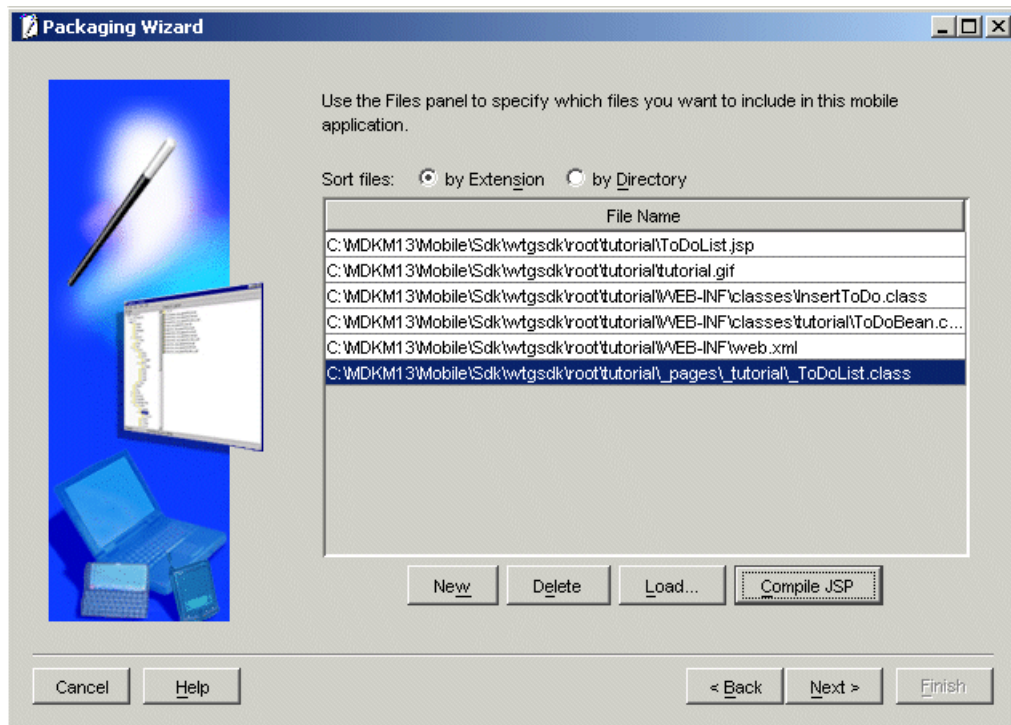 Packaging Wizard
Use the Files panel to specify which files you want to include in this mobile
application.
Sort files: by Extension by Directory
File Name
C:\MDKM13\Mobile\Sdk\wtgsdk\root\tutorial\ToDoList.jsp
C:\MDKM13\Mobile\Sdk\wtgsdk\root\tutorial\tutorial.gif
C:\MDKM13\Mobile\Sdk\wtgsdk\root\tutorial\WEB-INF\classes\InsertToDo.class
C:\MDKM13\Mobile\Sdk\wtgsdk\root\tutorial\WEB-INF\classes\tutorial\ToDoBean.c...
C:\MDKM13\Mobile\Sdk\wtgsdk\root\tutorial\WEB-INF\web.xml
C:\MDKM13\Mobile\Sdk\wtgsdk\root\tutorial\_pages\_tutorial\_ToDoList.class
New Delete Load... Compile JSP
Cancel Help < Back Next > Finish